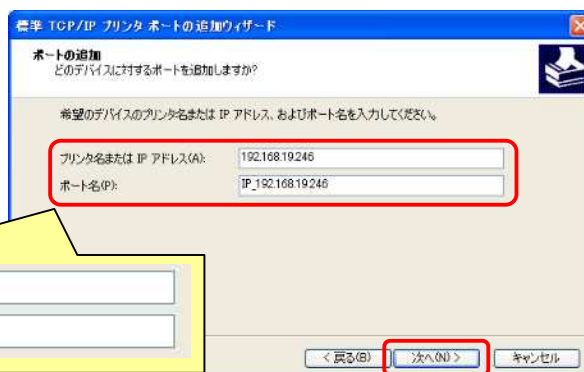 標準 TCP/IP プリンタ ポートの追加ウィザード
ポートの追加
どのデバイスに対するポートを追加しますか?
希望のデバイスのプリンタ名または IP アドレス、およびポート名を入力してください。
プリンタ名または IP アドレス(A): 192.168.19.246
ポート名(P): IP_192.168.19.246
< 戻る(B) 次へ(N) > キャンセル